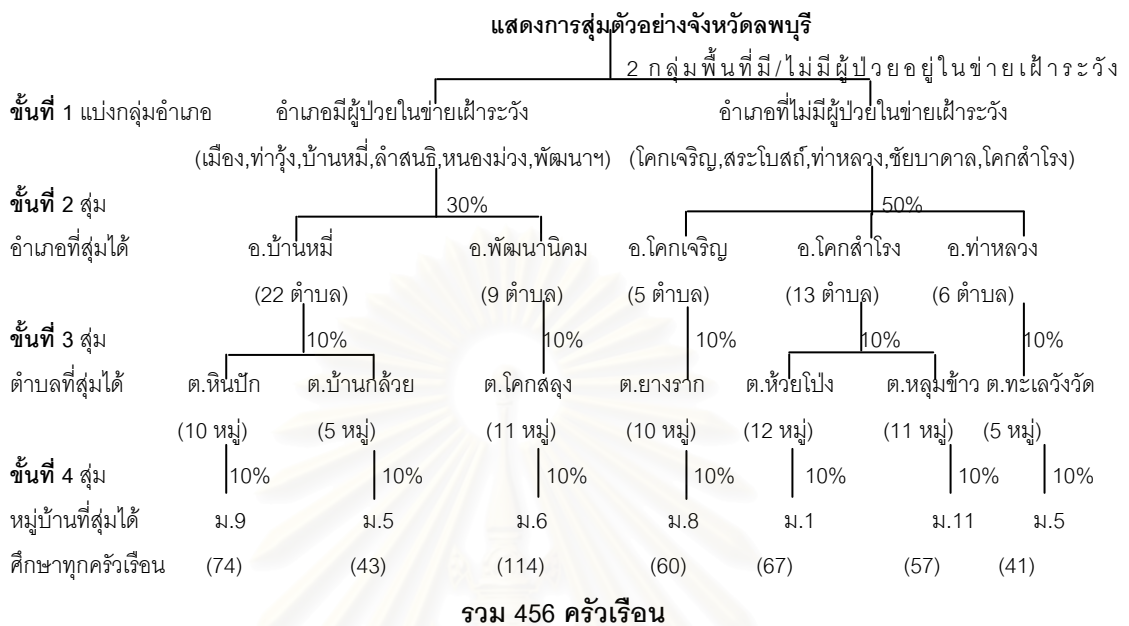 แสดงการสุ่มตัวอย่างจังหวัดลพบุรี
2 กลุ่มพื้นที่มี/ไม่มีผู้ป่วยอยู่ในข่ายเฝ้าระวัง
ขั้นที่ 1 แบ่งกลุ่มอำเภอ อำเภอมีผู้ป่วยในข่ายเฝ้าระวัง อำเภอที่ไม่มีผู้ป่วยในข่ายเฝ้าระวัง
(เมือง,ท่าวุ้ง,บ้านหมี่,ลำสนธิ,หนองม่วง,พัฒนาฯ) (โคกเจริญ,สระโบสถ์,ท่าหลวง,ชัยบาดาล,โคกสำโรง)
ขั้นที่ 2 สุ่ม 30% 50%
อำเภอที่สุ่มได้ อ.บ้านหมี่ อ.พัฒนานิคม อ.โคกเจริญ อ.โคกสำโรง อ.ท่าหลวง
(22 ตำบล) (9 ตำบล) (5 ตำบล) (13 ตำบล) (6 ตำบล)
ขั้นที่ 3 สุ่ม 10% 10% 10% 10% 10%
ตำบลที่สุ่มได้ ต.หินปัก ต.บ้านกล้วย ต.โคกสลุง ต.ยางราก ต.ห้วยโป่ง ต.หลุมข้าว ต.ทะเลวังวัด
(10 หมู่) (5 หมู่) (11 หมู่) (10 หมู่) (12 หมู่) (11 หมู่) (5 หมู่)
ขั้นที่ 4 สุ่ม 10% 10% 10% 10% 10% 10% 10%
หมู่บ้านที่สุ่มได้ ม.9 ม.5 ม.6 ม.8 ม.1 ม.11 ม.5
ศึกษาทุกครัวเรือน (74) (43) (114) (60) (67) (57) (41)
รวม 456 ครัวเรือน